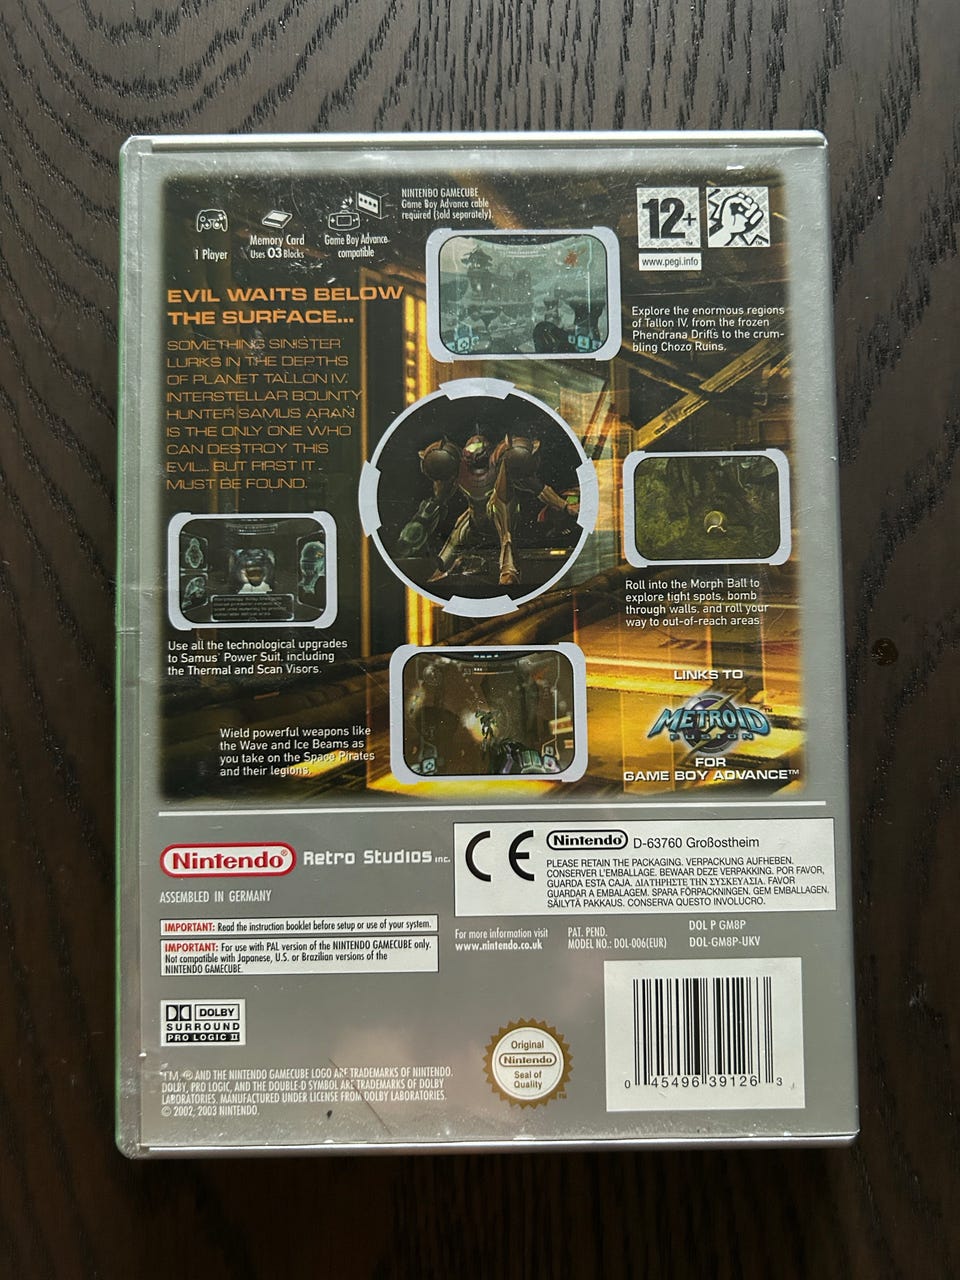 1 Player
Memory Card
Uses 03 Blocks
Game Boy Advance
compatible
NINTENDO GAMECUBE
Game Boy Advance cable
required (sold separately).
12+
www.pegi.info
EVIL WAITS BELOW
THE SURFACE...
SOMETHING SINISTER
LURKS IN THE DEPTHS
OF PLANET TALLON IV.
INTERSTELLAR BOUNTY
HUNTER SAMUS ARAN
IS THE ONLY ONE WHO
CAN DESTROY THIS
EVIL... BUT FIRST IT
MUST BE FOUND.
Explore the enormous regions
of Tallon IV, from the frozen
Phendrana Drifts to the crum-
bling Chozo Ruins.
Roll into the Morph Ball to
explore tight spots, bomb
through walls, and roll your
way to out-of-reach areas.
Use all the technological upgrades
to Samus' Power Suit, including
the Thermal and Scan Visors.
Wield powerful weapons like
the Wave and Ice Beams as
you take on the Space Pirates
and their legions.
LINKS TO
METROID™
FUSION
FOR
GAME BOY ADVANCE™
Nintendo®
Retro Studios inc.
ASSEMBLED IN GERMANY
CE
Nintendo® D-63760 Großostheim
PLEASE RETAIN THE PACKAGING. VERPACKUNG AUFHEBEN.
CONSERVER L'EMBALLAGE. BEWAAR DEZE VERPAKKING. POR FAVOR,
GUARDA ESTA CAJA. ΔΙΑΤΗΡΗΣΤΕ ΤΗΝ ΣΥΣΚΕΥΑΣΙΑ. FAVOR
GUARDAR A EMBALAGEM. SPARA FÖRPACKNINGEN. GEM EMBALLAGEN.
SÄILYTÄ PAKKAUS. CONSERVA QUESTO INVOLUCRO.
IMPORTANT: Read the instruction booklet before setup or use of your system.
IMPORTANT: For use with PAL version of the NINTENDO GAMECUBE only.
Not compatible with Japanese, U.S. or Brazilian versions of the
NINTENDO GAMECUBE.
For more information visit
www.nintendo.co.uk
PAT. PEND.
MODEL NO.: DOL-006(EUR)
DOL P GM8P
DOL-GM8P-UKV
DOLBY
SURROUND
PRO LOGIC II
TM, ® AND THE NINTENDO GAMECUBE LOGO ARE TRADEMARKS OF NINTENDO.
DOLBY, PRO LOGIC, AND THE DOUBLE-D SYMBOL ARE TRADEMARKS OF DOLBY
LABORATORIES. MANUFACTURED UNDER LICENSE FROM DOLBY LABORATORIES.
© 2002, 2003 NINTENDO.
Original
Nintendo
Seal of
Quality
TM
0 45496 39126 3